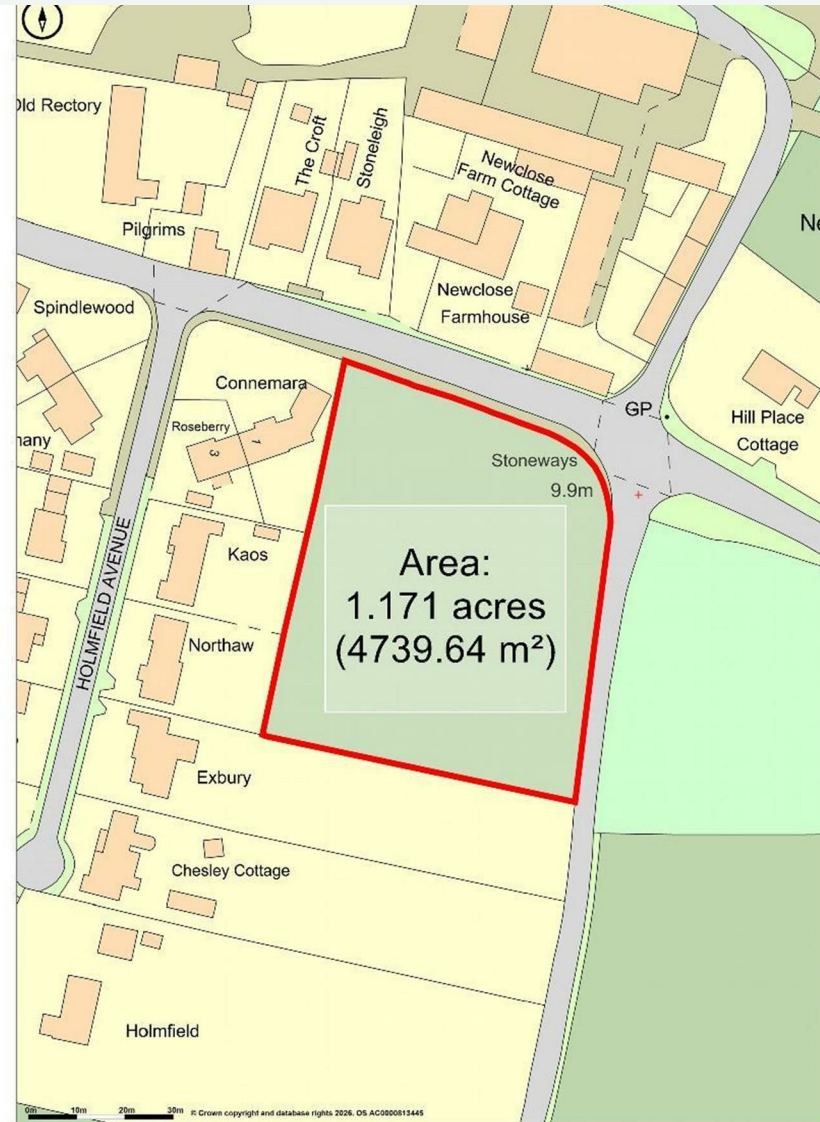 Old Rectory
The Croft
Stoneleigh
Newclose
Farm Cottage
Pilgrims
Newclose
Farmhouse
Spindlewood
Connemara
Roseberry
1
3
GP
Hill Place
Cottage
Stoneways
9.9m
Kaos
HOLMFIELD AVENUE
Area:
1.171 acres
(4739.64 m²)
Northaw
Exbury
Chesley Cottage
Holmfield
0m 10m 20m 30m © Crown copyright and database rights 2026. OS AC0000813445